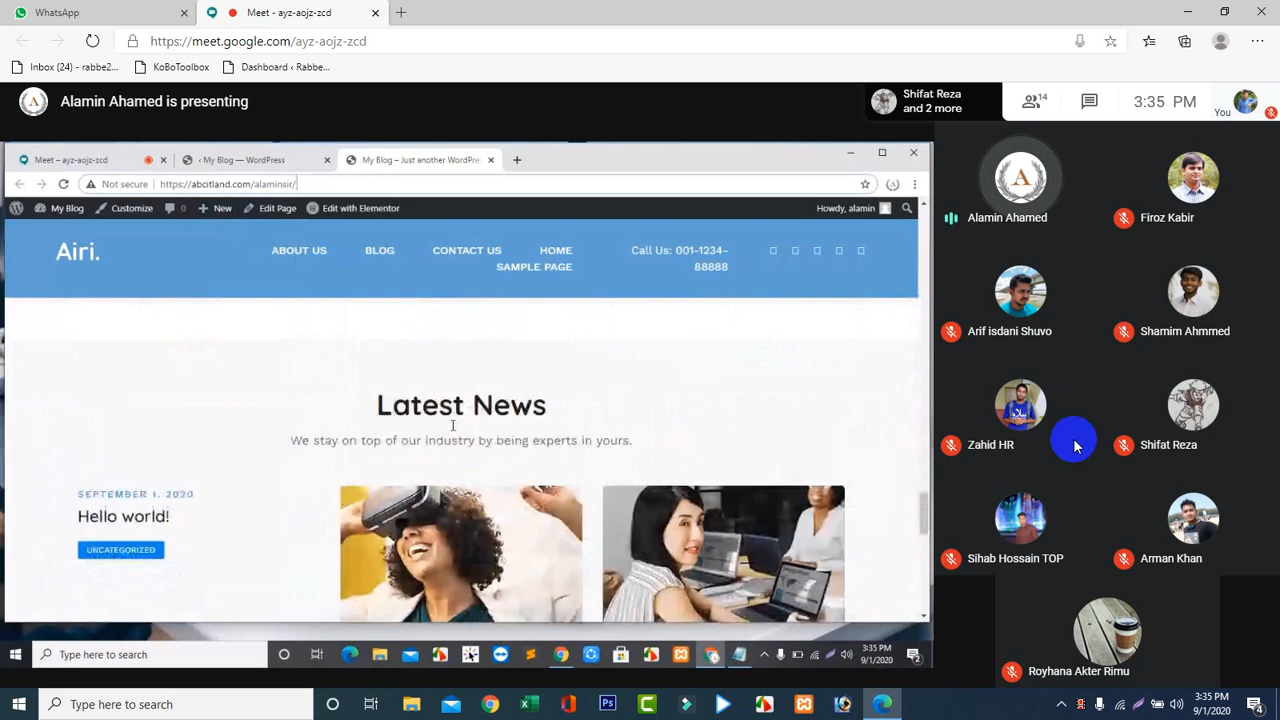 WhatsApp
Meet - ayz-aojz-zcd
https://meet.google.com/ayz-aojz-zcd
Inbox (24) - rabbe2...
KoBoToolbox
Dashboard ‹ Rabbe...
Alamin Ahamed is presenting
Shifat Reza
and 2 more
14
3:35 PM
You
Meet – ayz-aojz-zcd
‹ My Blog — WordPress
My Blog – Just another WordPre
Not secure
https://abcitland.com/alaminsir/
My Blog
Customize
0
New
Edit Page
Edit with Elementor
Howdy, alamin
Airi.
ABOUT US
BLOG
CONTACT US
HOME
SAMPLE PAGE
Call Us: 001-1234-
88888
Latest News
We stay on top of our industry by being experts in yours.
SEPTEMBER 1, 2020
Hello world!
UNCATEGORIZED
Alamin Ahamed
Firoz Kabir
Arif isdani Shuvo
Shamim Ahmmed
Zahid HR
Shifat Reza
Sihab Hossain TOP
Arman Khan
Royhana Akter Rimu
Type here to search
3:35 PM
9/1/2020
2
Type here to search
3:35 PM
9/1/2020
4